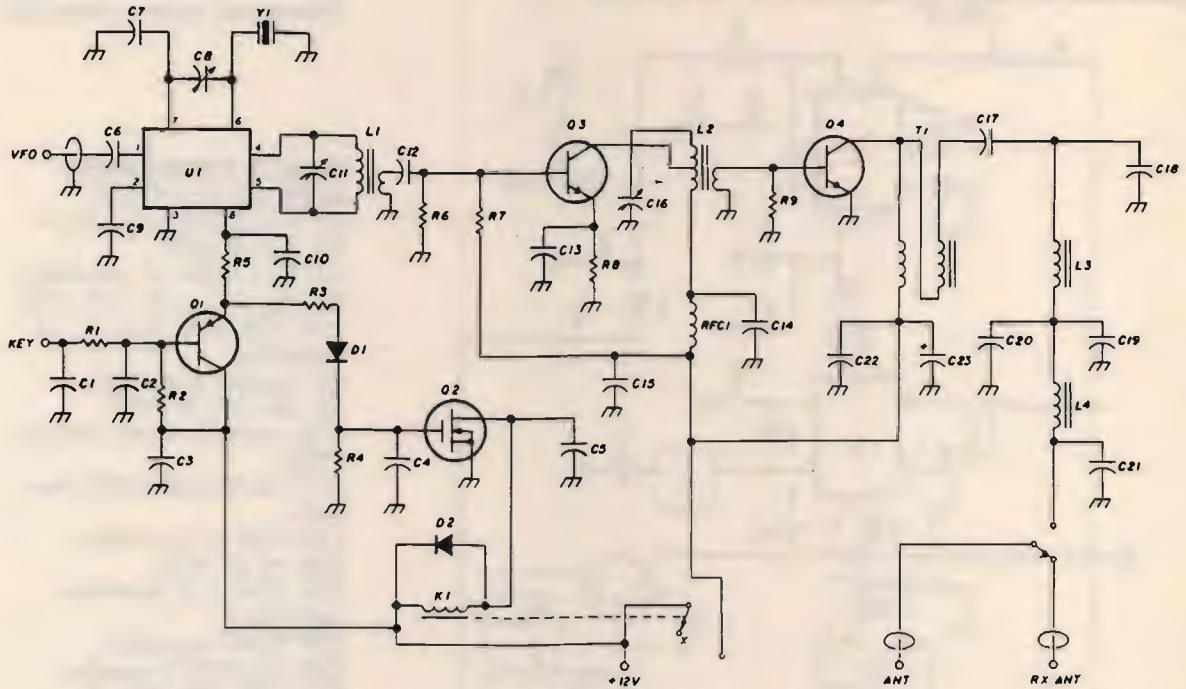 C7
Y1
C8
7
6
VFO
C6
1
U1
4
L1
C12
Q3
L2
Q4
T1
C17
C18
2
5
C11
C16
3
8
C9
R6
R7
R9
C10
C13
R8
R5
L3
Q1
R3
RFC1
C14
KEY
R1
D1
C22
C23
C20
C19
C15
C1
C2
R2
Q2
L4
C3
R4
C4
C5
C21
D2
K1
X
+12V
ANT
RX ANT